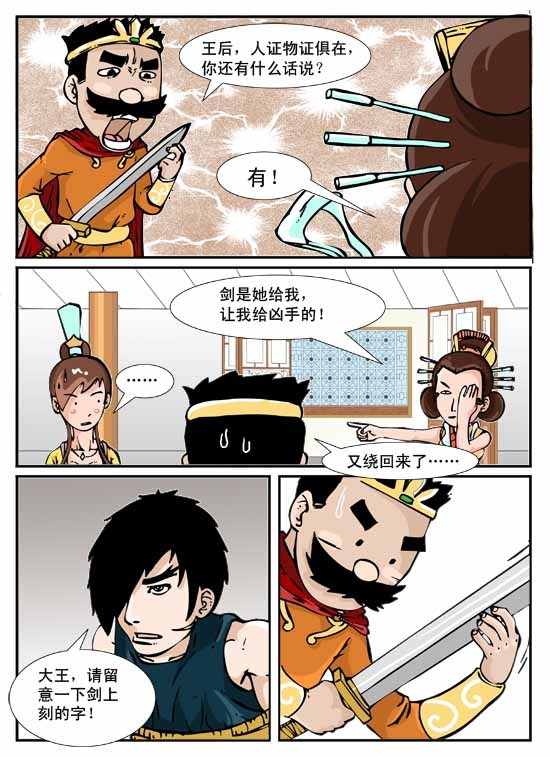 王后，人证物证俱在，
你还有什么话说？
有！
剑是她给我，
让我给凶手的！
……
又绕回来了……
大王，请留
意一下剑上
刻的字！